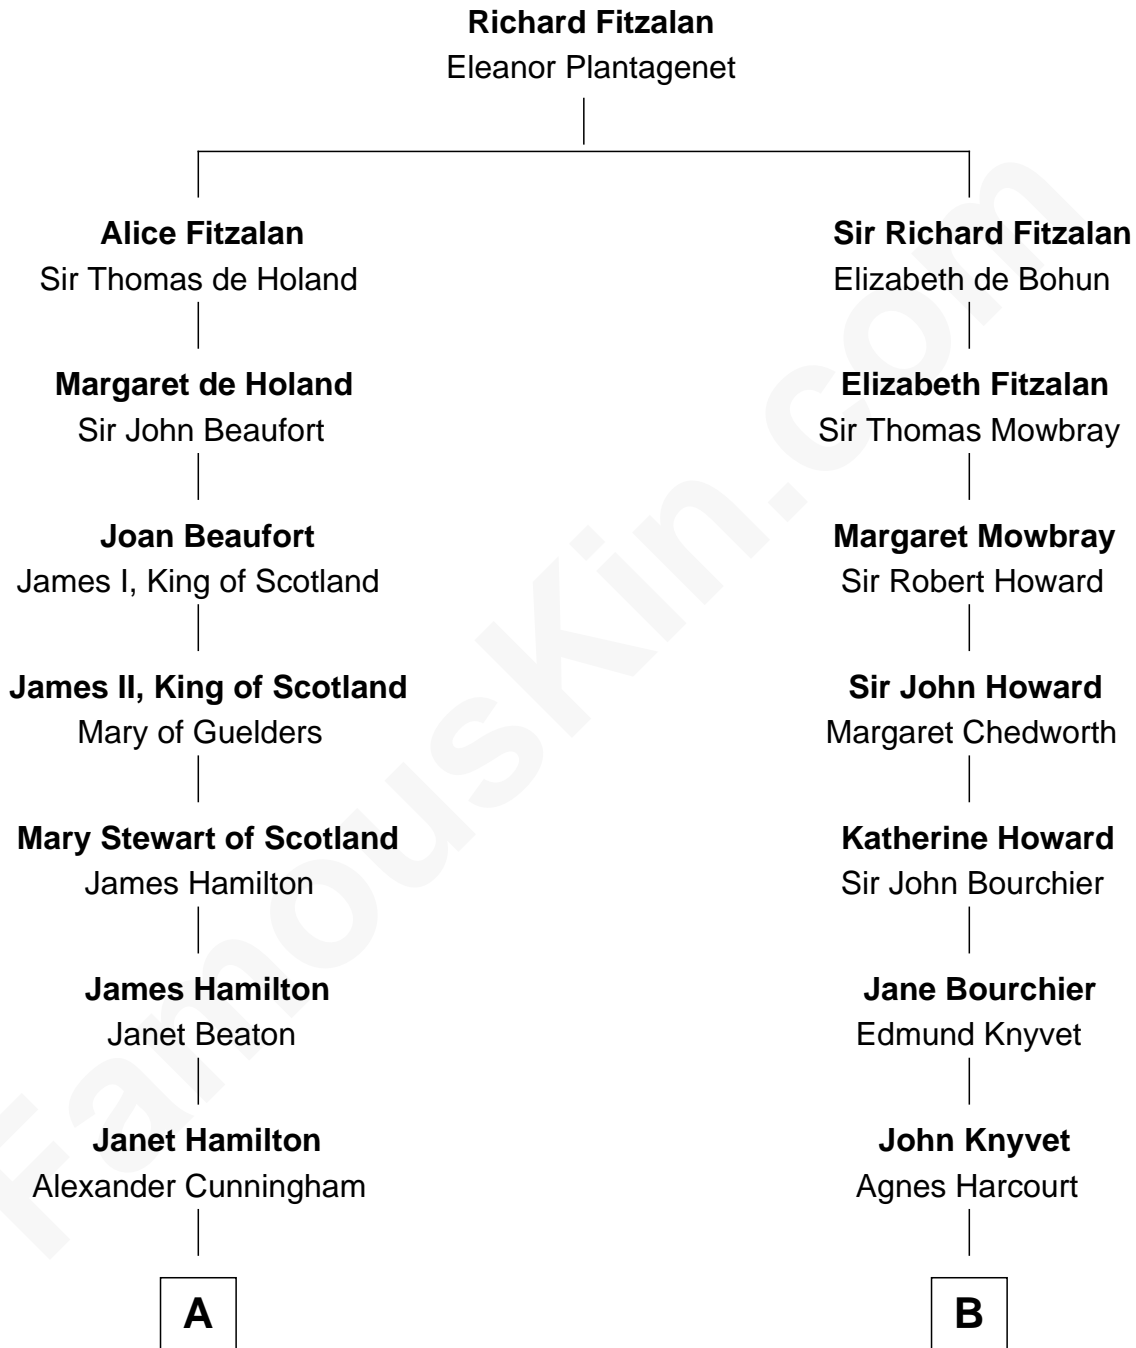 Richard Fitzalan
Eleanor Plantagenet
Alice Fitzalan
Sir Thomas de Holand
Margaret de Holand
Sir John Beaufort
Joan Beaufort
James I, King of Scotland
James II, King of Scotland
Mary of Guelders
Mary Stewart of Scotland
James Hamilton
James Hamilton
Janet Beaton
Janet Hamilton
Alexander Cunningham
A
Sir Richard Fitzalan
Elizabeth de Bohun
Elizabeth Fitzalan
Sir Thomas Mowbray
Margaret Mowbray
Sir Robert Howard
Sir John Howard
Margaret Chedworth
Katherine Howard
Sir John Bourchier
Jane Bourchier
Edmund Knyvet
John Knyvet
Agnes Harcourt
B
FamousKin.com